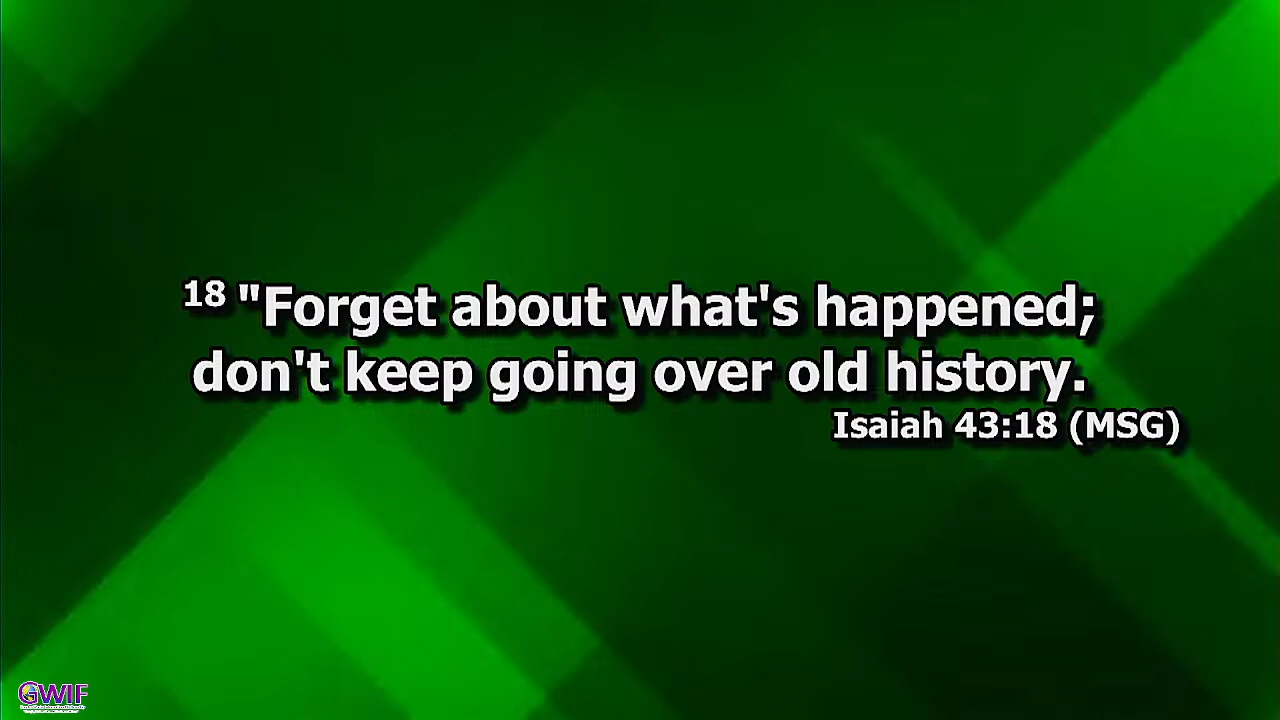 18 "Forget about what's happened;
don't keep going over old history.
Isaiah 43:18 (MSG)
GWIF